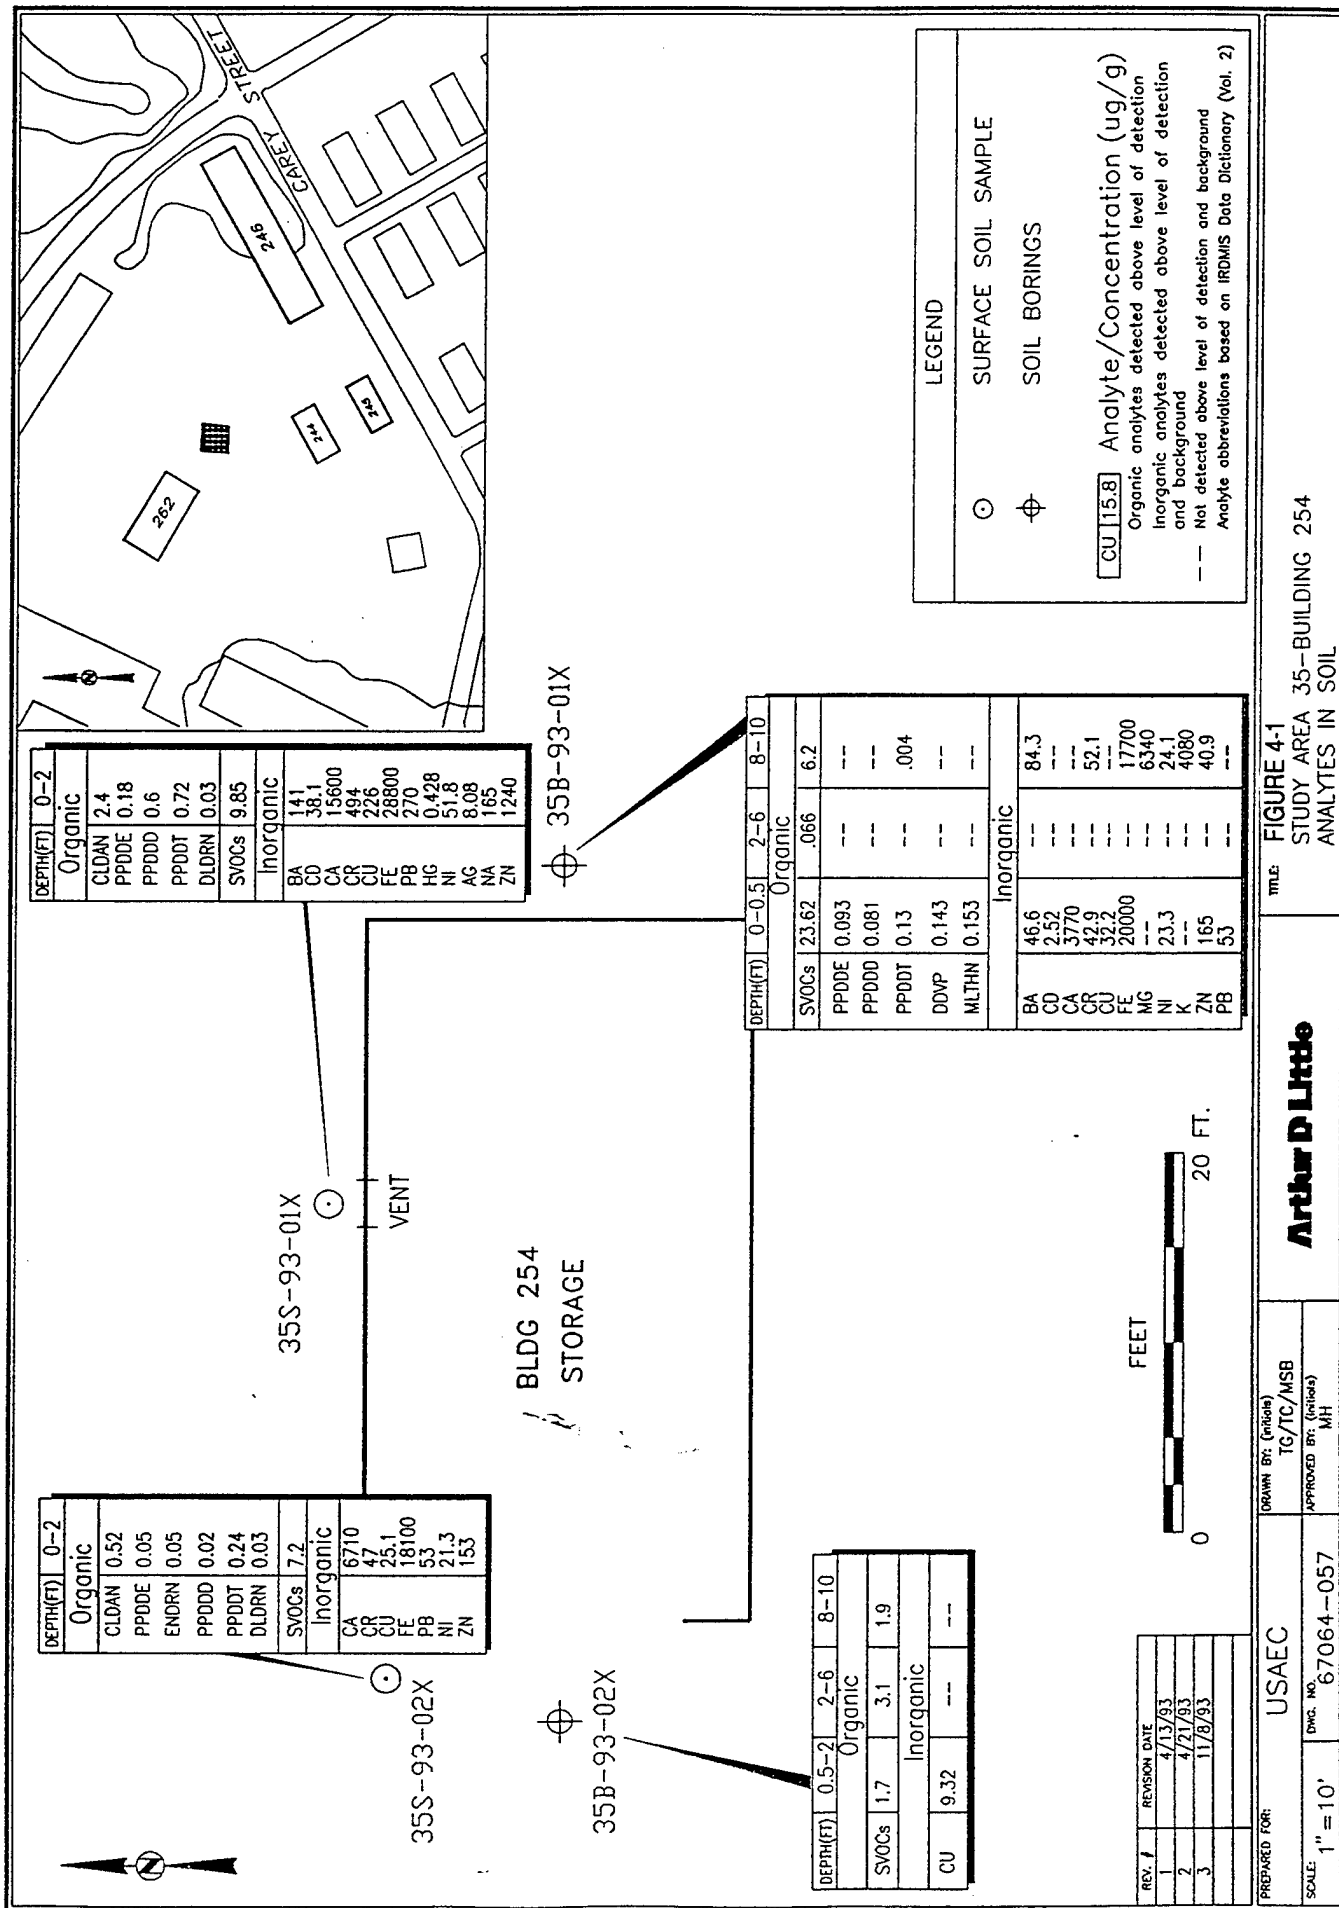 DEPTH(FT) 0-2
Organic
CLDAN 0.52
PPDDE 0.05
ENDRN 0.05
PPDDD 0.02
PPDDT 0.24
DLDRN 0.03
SVOCs 7.2
Inorganic
CA 6710
CR 47
CU 25.1
FE 18100
PB 53
NI 21.3
ZN 153
DEPTH(FT) 0-2
Organic
CLDAN 2.4
PPDDE 0.18
PPDDD 0.6
PPDDT 0.72
DLDRN 0.03
SVOCs 9.85
Inorganic
BA 141
CD 38.1
CA 15600
CR 494
CU 226
FE 28800
PB 270
HG 0.428
NI 51.8
AG 8.08
NA 165
ZN 1240
N
262
244
245
246
CAREY STREET
N
35S-93-02X
35S-93-01X
VENT
35B-93-01X
BLDG 254
STORAGE
35B-93-02X
DEPTH(FT) 0.5-2 2-6 8-10
Organic
SVOCs 1.7 3.1 1.9
Inorganic
CU 9.32 -- --
DEPTH(FT) 0-0.5 2-6 8-10
Organic
SVOCs 23.62 .066 6.2
PPDDE 0.093 -- --
PPDDD 0.081 -- --
PPDDT 0.13 -- .004
DDVP 0.143 -- --
MLTHN 0.153 -- --
Inorganic
BA 46.6 -- 84.3
CD 2.52 -- --
CA 3770 -- --
CR 42.9 -- 52.1
CU 32.2 -- --
FE 20000 -- 17700
MG -- -- 6340
NI 23.3 -- 24.1
K -- -- 4080
ZN 165 -- 40.9
PB 53 -- --
LEGEND
SURFACE SOIL SAMPLE
SOIL BORINGS
CU 15.8 Analyte/Concentration (ug/g)
Organic analytes detected above level of detection
Inorganic analytes detected above level of detection
and background
-- Not detected above level of detection and background
Analyte abbreviations based on IRDMIS Data Dictionary (Vol. 2)
FEET
0 20 FT.
REV. # REVISION DATE
1 4/13/93
2 4/21/93
3 11/8/93
PREPARED FOR:
USAEC
SCALE: 1" = 10'
DWG. NO. 67064-057
DRAWN BY: (initials)
TG/TC/MSB
APPROVED BY: (initials)
MH
Arthur D Little
TITLE: FIGURE 4-1
STUDY AREA 35-BUILDING 254
ANALYTES IN SOIL